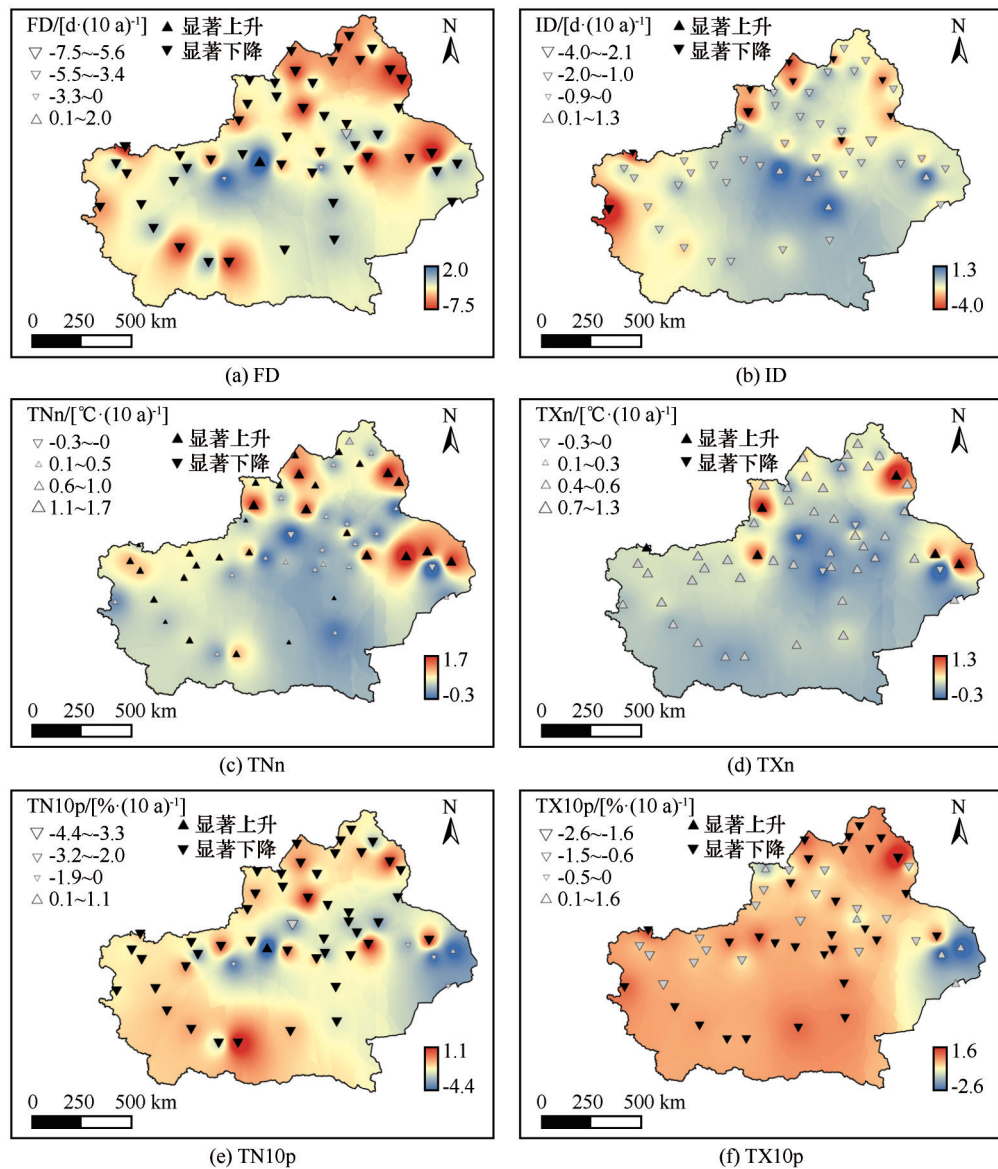 FD/[d·(10 a)⁻¹]
-7.5~-5.6
-5.5~-3.4
-3.3~0
0.1~2.0
显著上升
显著下降
N
2.0
-7.5
0 250 500 km
(a) FD
ID/[d·(10 a)⁻¹]
-4.0~-2.1
-2.0~-1.0
-0.9~0
0.1~1.3
显著上升
显著下降
N
1.3
-4.0
0 250 500 km
(b) ID
TNn/[℃·(10 a)⁻¹]
-0.3~-0
0.1~0.5
0.6~1.0
1.1~1.7
显著上升
显著下降
N
1.7
-0.3
0 250 500 km
(c) TNn
TXn/[℃·(10 a)⁻¹]
-0.3~0
0.1~0.3
0.4~0.6
0.7~1.3
显著上升
显著下降
N
1.3
-0.3
0 250 500 km
(d) TXn
TN10p/[%·(10 a)⁻¹]
-4.4~-3.3
-3.2~-2.0
-1.9~0
0.1~1.1
显著上升
显著下降
N
1.1
-4.4
0 250 500 km
(e) TN10p
TX10p/[%·(10 a)⁻¹]
-2.6~-1.6
-1.5~-0.6
-0.5~0
0.1~1.6
显著上升
显著下降
N
1.6
-2.6
0 250 500 km
(f) TX10p